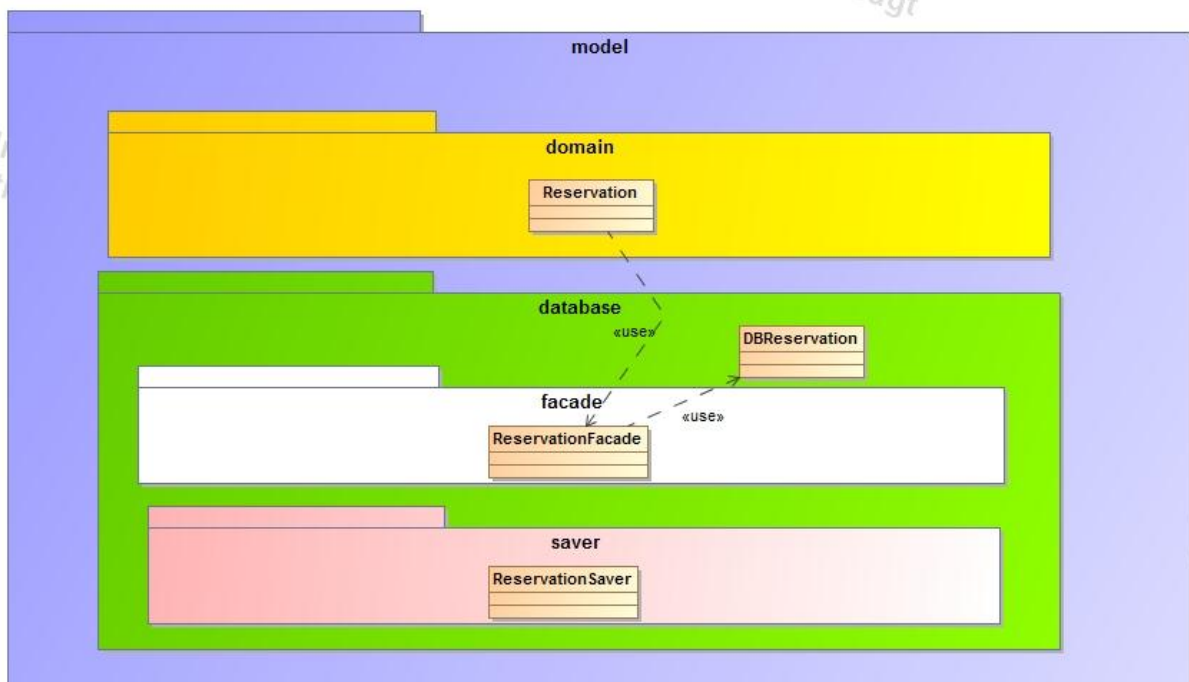 model
domain
Reservation
database
«use»
DBReservation
facade
«use»
ReservationFacade
saver
ReservationSaver